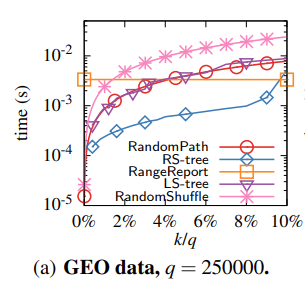 10^-2
10^-3
10^-4
10^-5
time (s)
RandomPath
RS-tree
RangeReport
LS-tree
RandomShuffle
0% 2% 4% 6% 8% 10%
k/q
(a) GEO data, q = 250000.